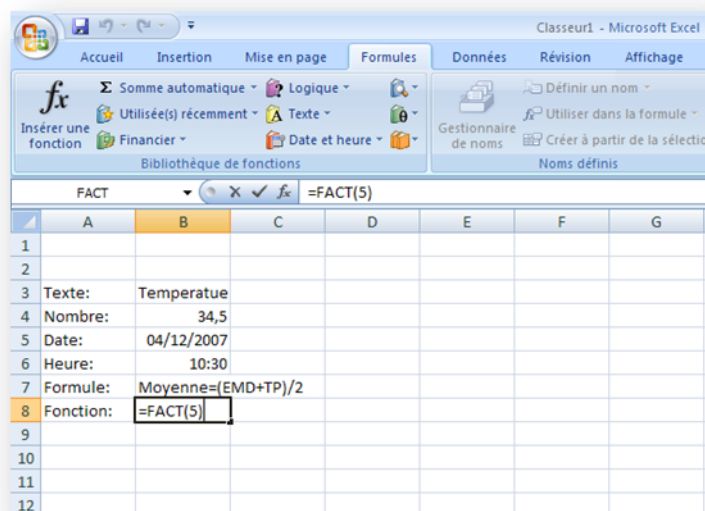 Classeur1 - Microsoft Excel
Accueil Insertion Mise en page Formules Données Révision Affichage
fx Insérer une fonction
Σ Somme automatique Logique
Utilisée(s) récemment Texte
Financier Date et heure
Bibliothèque de fonctions
Gestionnaire de noms
Définir un nom
Utiliser dans la formule
Créer à partir de la sélectio
Noms définis
FACT fx =FACT(5)
A B C D E F G
1
2
3 Texte: Temperatue
4 Nombre: 34,5
5 Date: 04/12/2007
6 Heure: 10:30
7 Formule: Moyenne=(EMD+TP)/2
8 Fonction: =FACT(5)
9
10
11
12